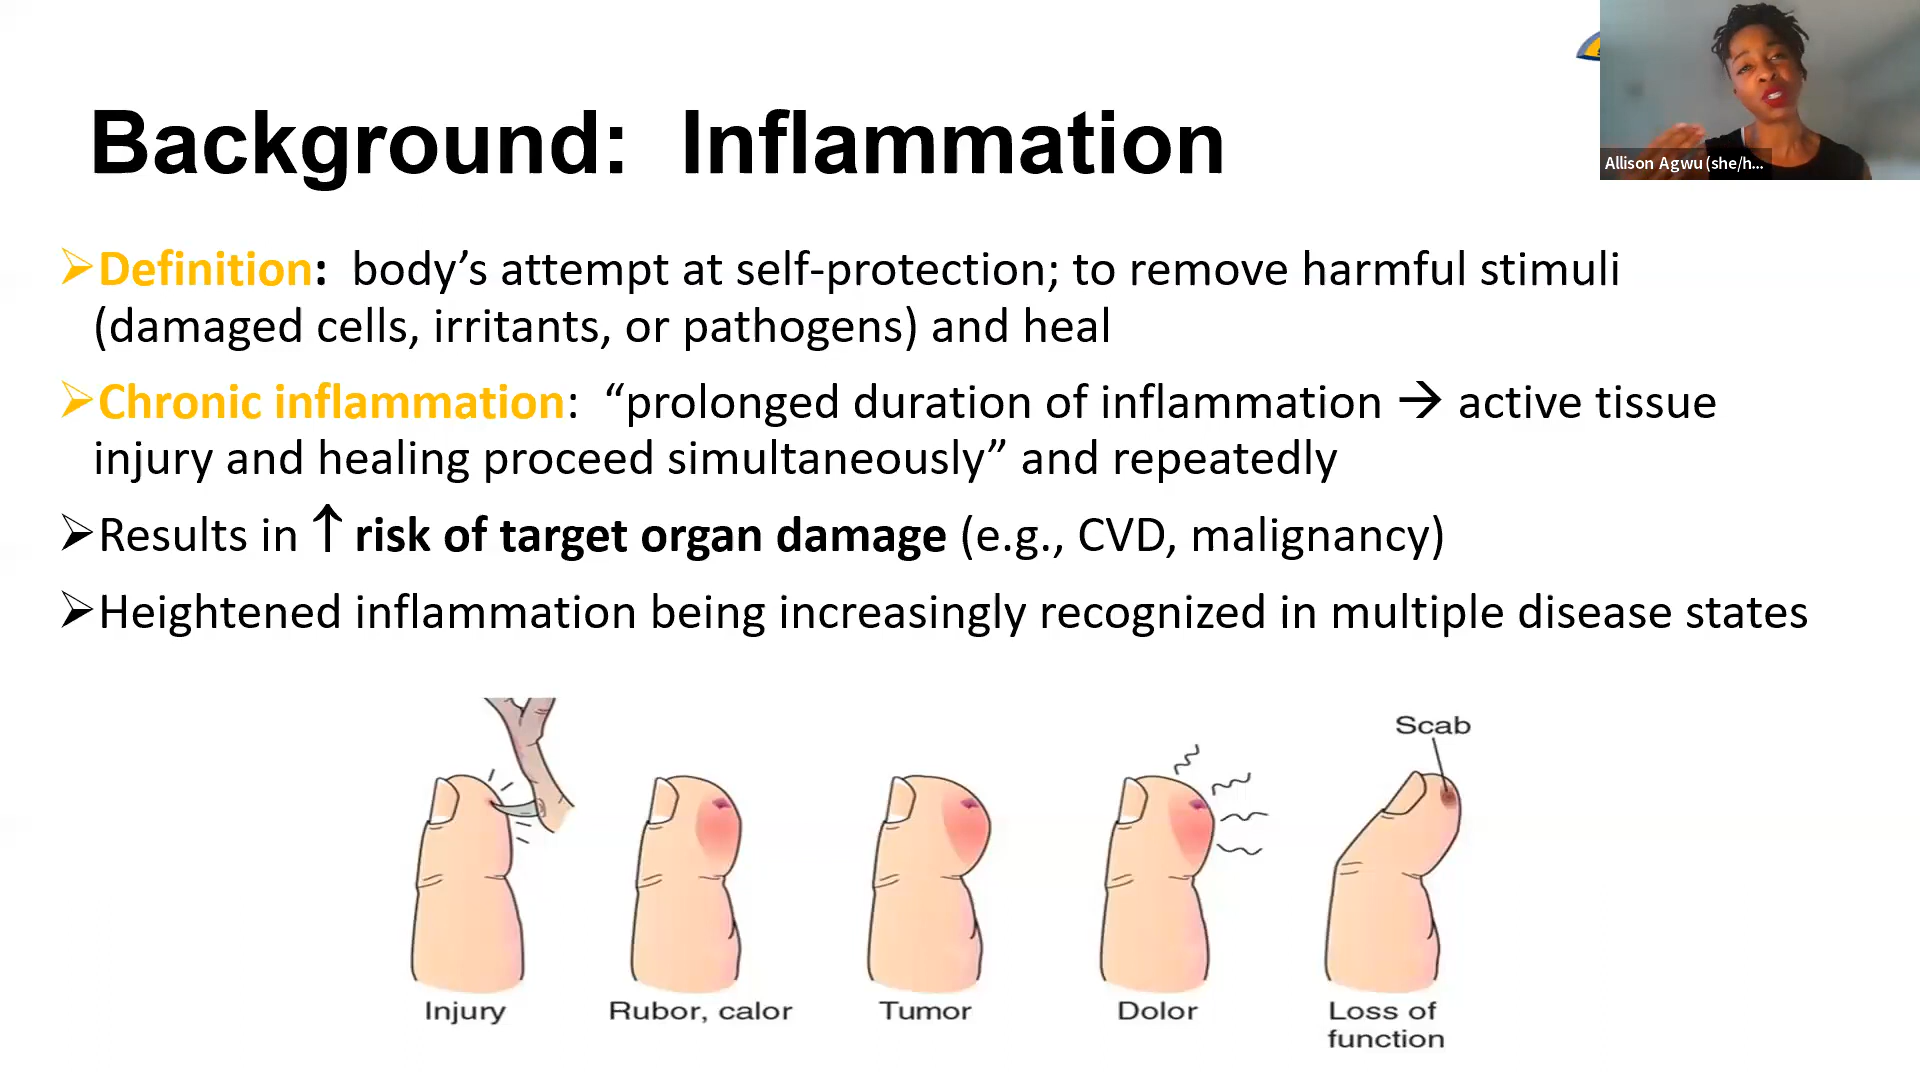 Allison Agwu (she/h...
Background: Inflammation
➢Definition: body’s attempt at self-protection; to remove harmful stimuli
(damaged cells, irritants, or pathogens) and heal
➢Chronic inflammation: “prolonged duration of inflammation → active tissue
injury and healing proceed simultaneously” and repeatedly
➢Results in ↑ risk of target organ damage (e.g., CVD, malignancy)
➢Heightened inflammation being increasingly recognized in multiple disease states
Scab
Injury
Rubor, calor
Tumor
Dolor
Loss of
function